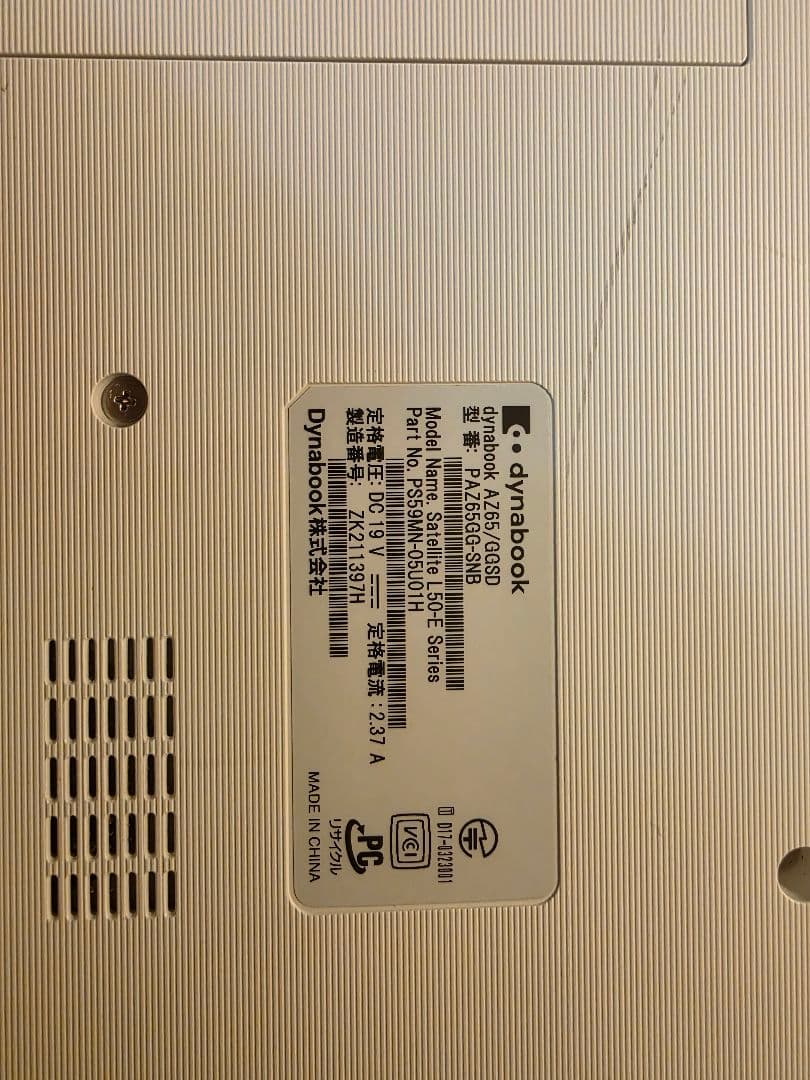 dynabook
dynabook AZ65/GGSD
型 番: PAZ65GG-SNB
Model Name. Satellite L50-E Series
Part No. PS59MN-05U01H
定格電圧: DC 19 V 定格電流: 2.37 A
製造番号: ZK211397H
Dynabook株式会社
T D17-0323001
VCI
PC
リサイクル
MADE IN CHINA